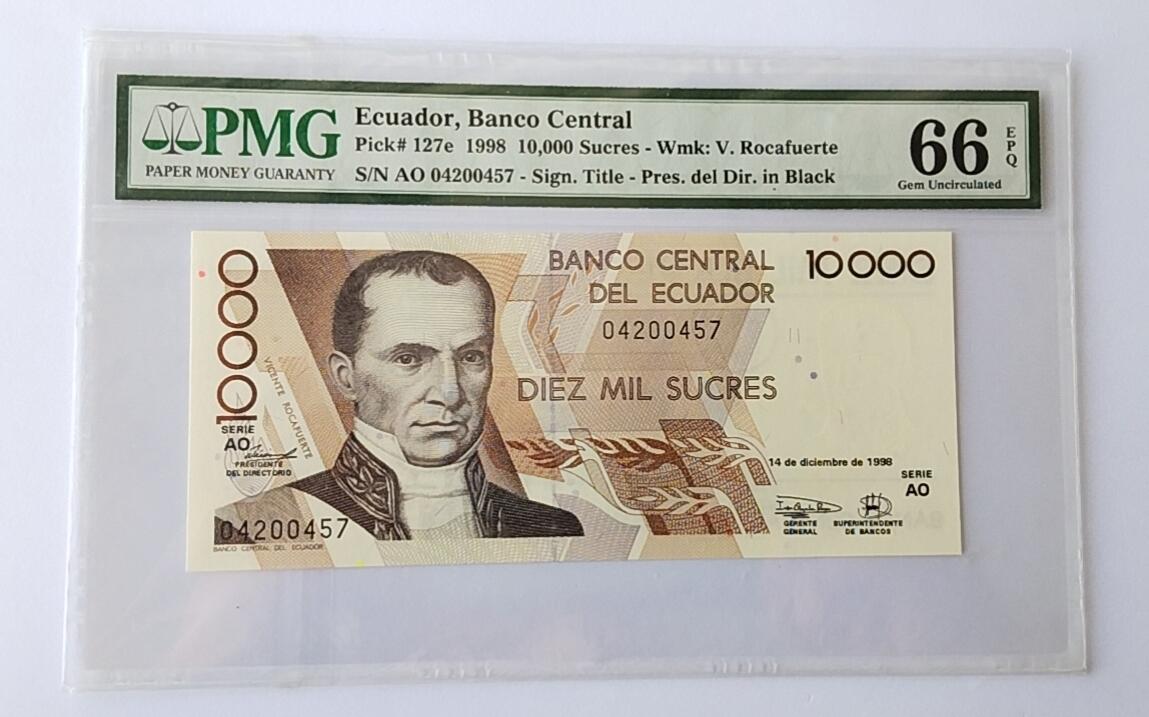 PMG
PAPER MONEY GUARANTY
Ecuador, Banco Central
Pick# 127e 1998 10,000 Sucres - Wmk: V. Rocafuerte
S/N AO 04200457 - Sign. Title - Pres. del Dir. in Black
66
EPQ
Gem Uncirculated
10000
BANCO CENTRAL
DEL ECUADOR
10000
04200457
DIEZ MIL SUCRES
VICENTE ROCAFUERTE
SERIE
AO
PRESIDENTE
DEL DIRECTORIO
04200457
BANCO CENTRAL DEL ECUADOR
14 de diciembre de 1998
SERIE
AO
GERENTE
GENERAL
SUPERINTENDENTE
DE BANCOS